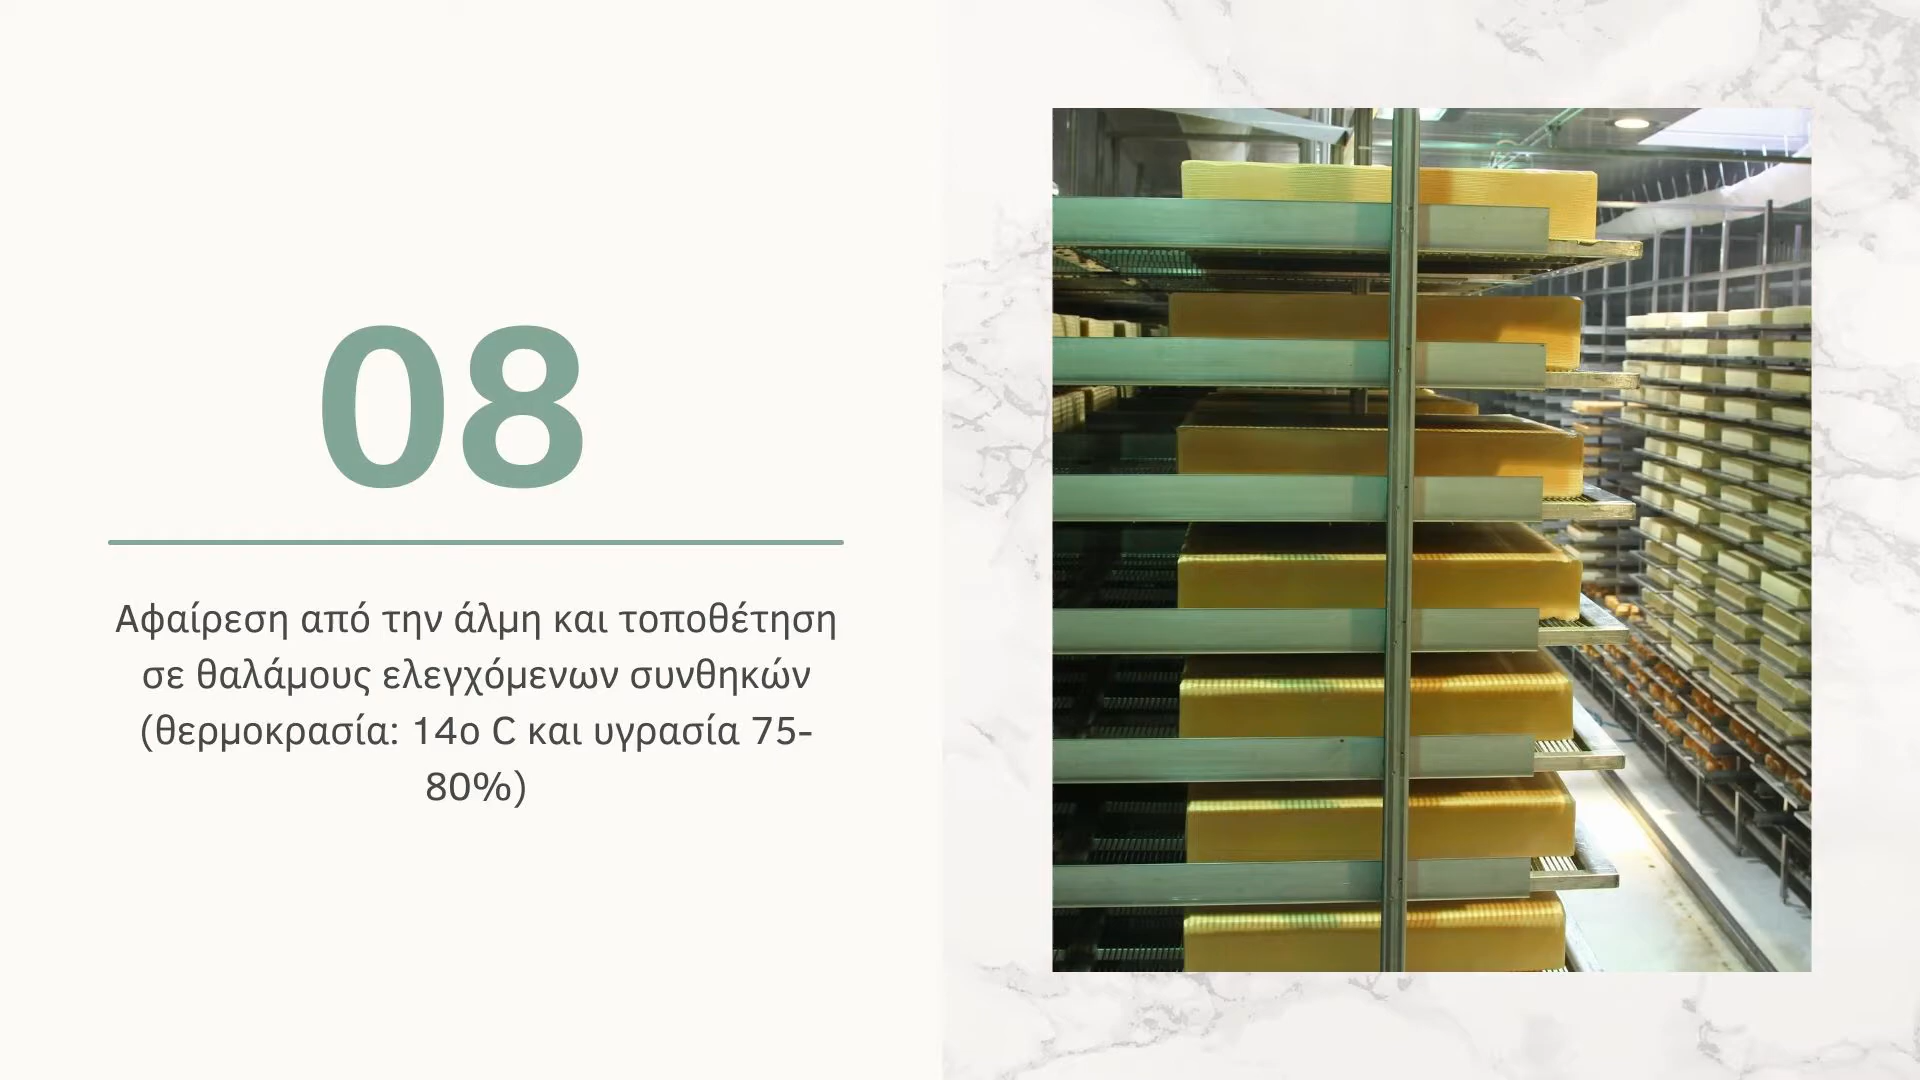 08
Αφαίρεση από την άλμη και τοποθέτηση
σε θαλάμους ελεγχόμενων συνθηκών
(θερμοκρασία: 14ο C και υγρασία 75-
80%)